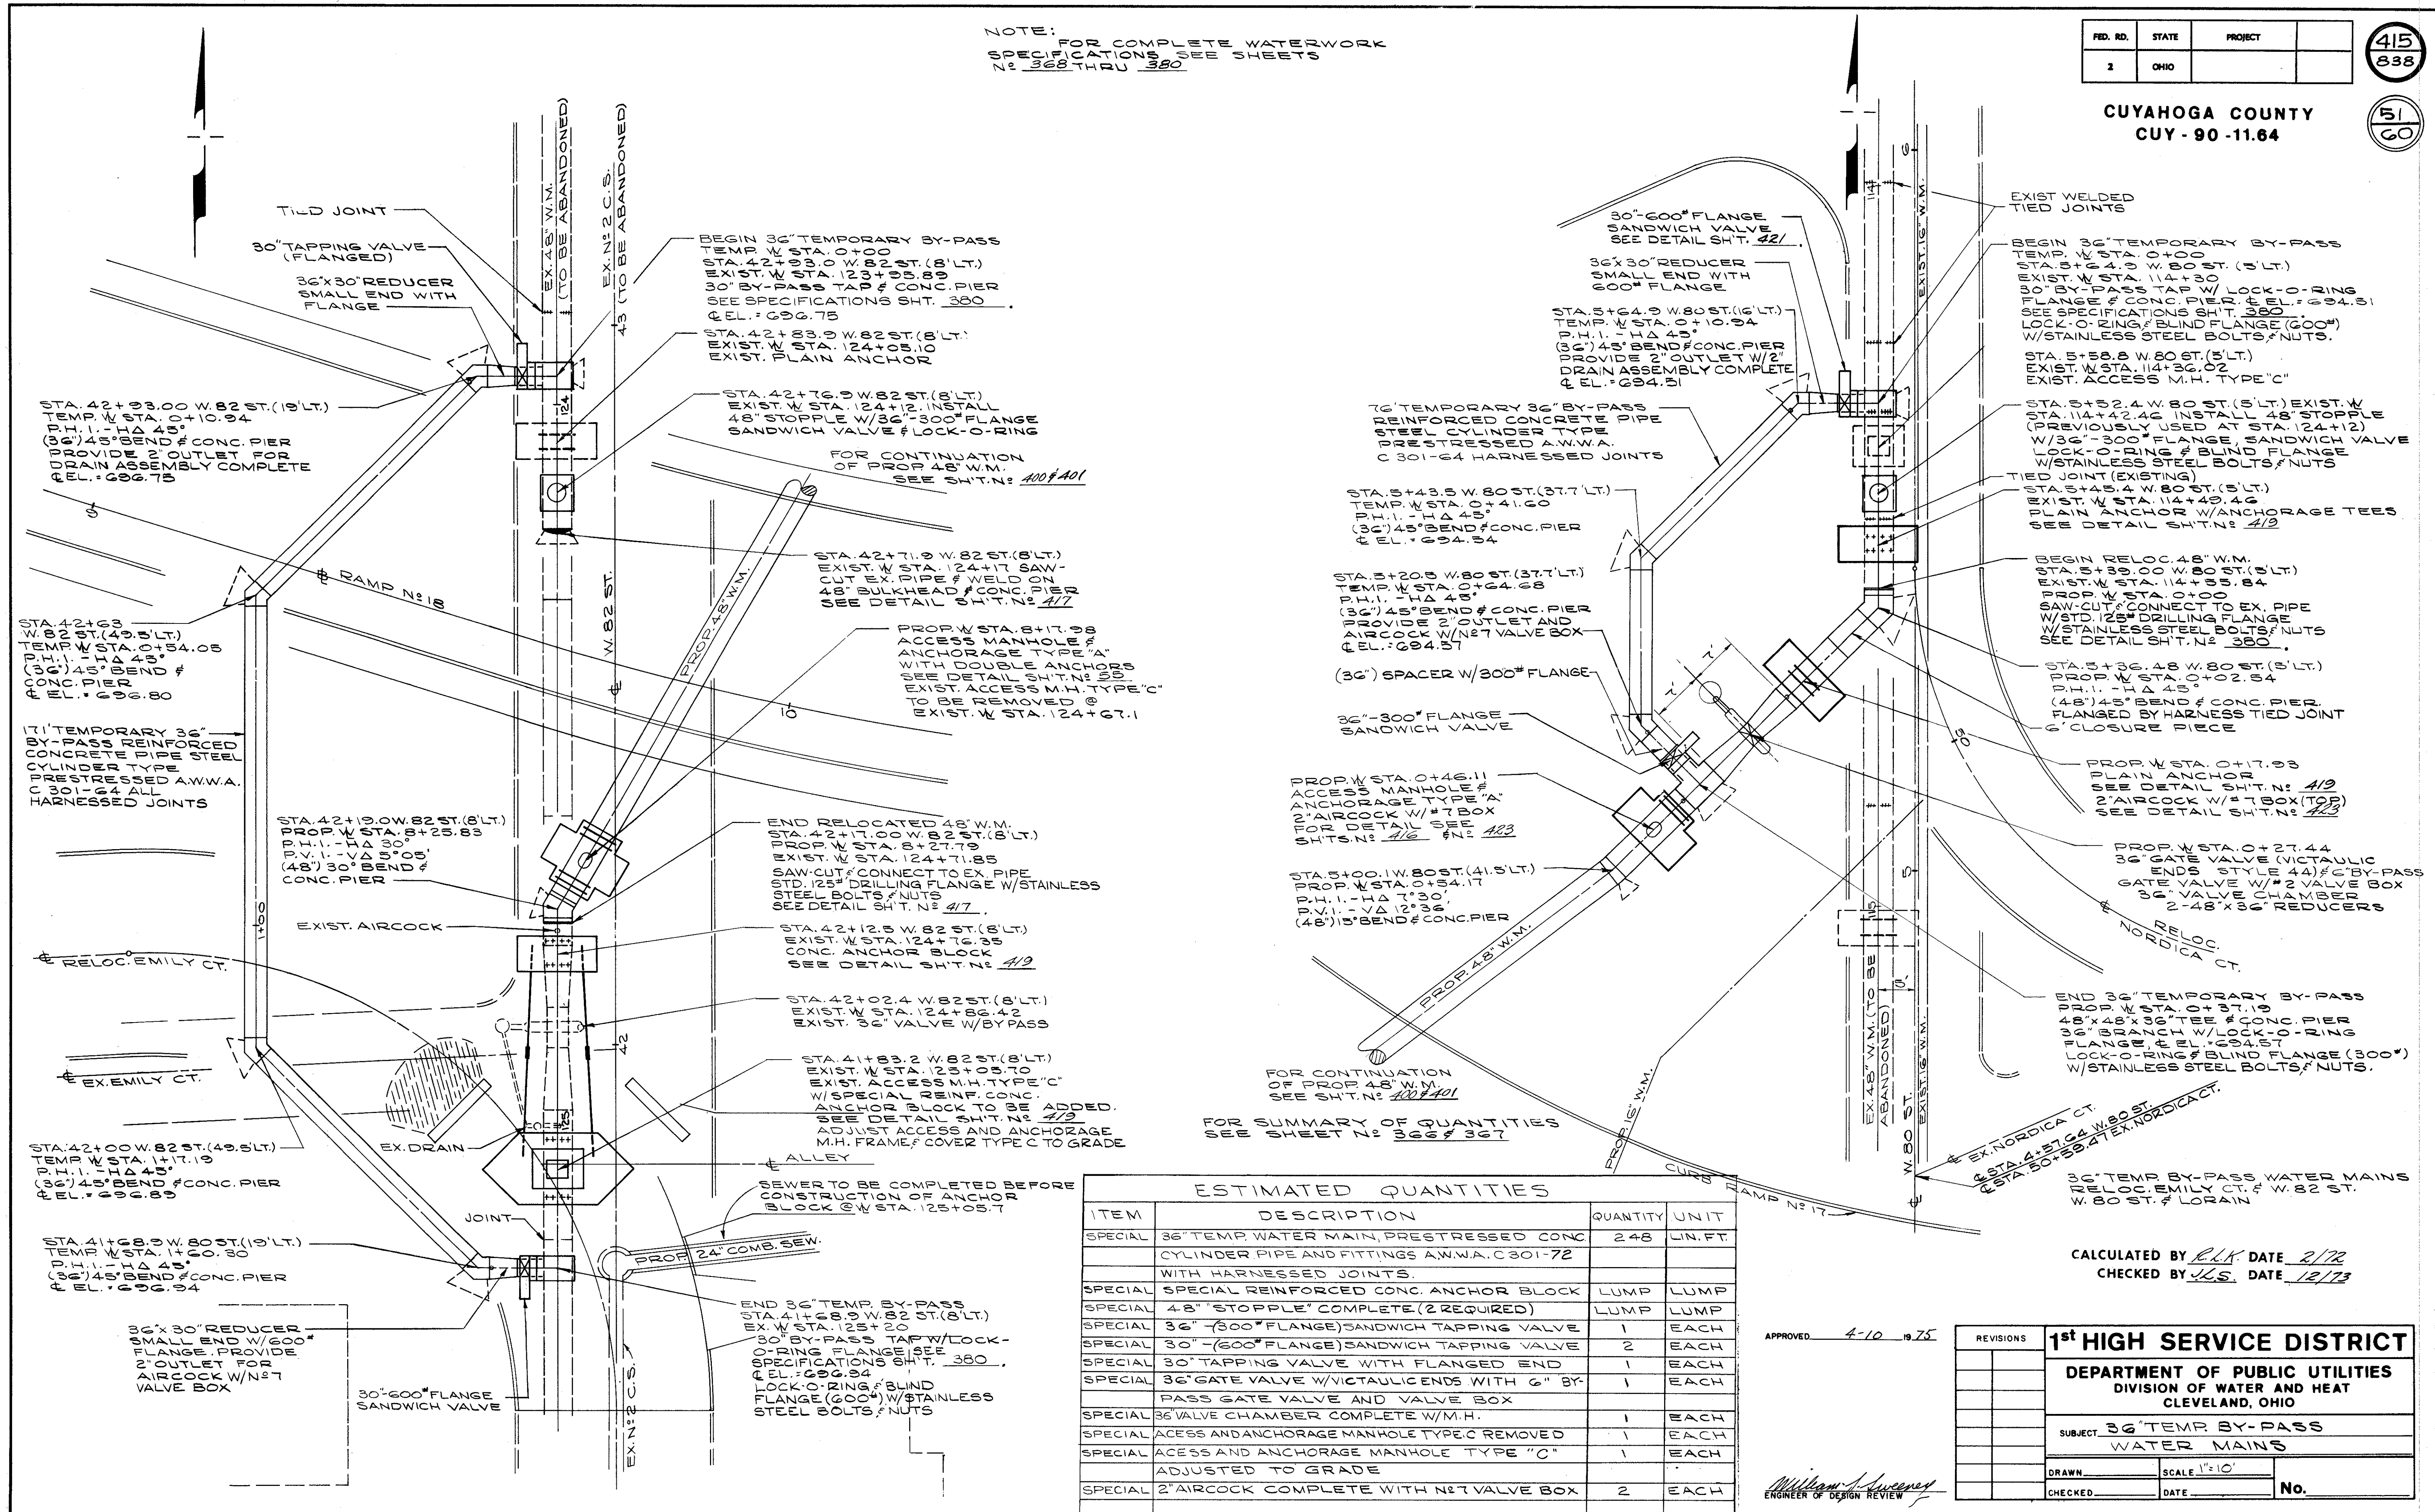 NOTE:
FOR COMPLETE WATERWORK
SPECIFICATIONS SEE SHEETS
Nº 368 THRU 380
FED. RD.
STATE
PROJECT
2
OHIO
415
838
CUYAHOGA COUNTY
CUY - 90 -11.64
51
60
TIED JOINT
30" TAPPING VALVE
(FLANGED)
36"x30" REDUCER
SMALL END WITH
FLANGE
EX. 48" W.M.
(TO BE ABANDONED)
EX. Nº 2 C.S.
43 (TO BE ABANDONED)
BEGIN 36" TEMPORARY BY-PASS
TEMP. W STA. 0+00
STA. 42+93.0 W. 82 ST. (8' LT.)
EXIST. W STA. 123+95.89
30" BY-PASS TAP & CONC. PIER
SEE SPECIFICATIONS SHT. 380.
℄ EL. = 696.75
STA. 42+83.9 W. 82 ST. (8' LT.)
EXIST. W STA. 124+05.10
EXIST. PLAIN ANCHOR
STA. 42+76.9 W. 82 ST. (8' LT.)
EXIST. W STA. 124+12. INSTALL
48" STOPPLE W/36"-300# FLANGE
SANDWICH VALVE & LOCK-O-RING
FOR CONTINUATION
OF PROP. 48" W.M.
SEE SH'T. Nº 400 & 401
STA. 42+93.00 W. 82 ST. (19' LT.)
TEMP. W STA. 0+10.94
P.H.I. - HΔ 45°
(36") 45° BEND & CONC. PIER
PROVIDE 2" OUTLET FOR
DRAIN ASSEMBLY COMPLETE
℄ EL. = 696.75
124
℄ RAMP Nº 18
STA. 42+71.9 W. 82 ST. (8' LT.)
EXIST. W STA. 124+17 SAW-
CUT EX. PIPE & WELD ON
48" BULKHEAD & CONC. PIER
SEE DETAIL SH'T. Nº 417
STA. 42+63
W. 82 ST. (49.5' LT.)
TEMP. W STA. 0+54.05
P.H.I. - HΔ 45°
(36") 45° BEND &
CONC. PIER
℄ EL. = 696.80
PROP. W STA. 8+17.98
ACCESS MANHOLE &
ANCHORAGE TYPE "A"
WITH DOUBLE ANCHORS
SEE DETAIL SH'T. Nº 55
EXIST. ACCESS M.H. TYPE "C"
TO BE REMOVED @
EXIST. W STA. 124+67.1
℄ W. 82 ST.
PROP. 48" W.M.
10
171' TEMPORARY 36"
BY-PASS REINFORCED
CONCRETE PIPE STEEL
CYLINDER TYPE
PRESTRESSED A.W.W.A.
C 301-64 ALL
HARNESSED JOINTS
STA. 42+19.0 W. 82 ST. (8' LT.)
PROP. W STA. 8+25.83
P.H.I. - HΔ 30°
P.V.I. - VΔ 5°05'
(48") 30° BEND &
CONC. PIER
END RELOCATED 48" W.M.
STA. 42+17.00 W. 82 ST. (8' LT.)
PROP. W STA. 8+27.79
EXIST. W STA. 124+71.85
SAW-CUT & CONNECT TO EX. PIPE
STD. 125# DRILLING FLANGE W/STAINLESS
STEEL BOLTS & NUTS
SEE DETAIL SH'T. Nº 417.
1+00
EXIST. AIRCOCK
STA. 42+12.5 W. 82 ST. (8' LT.)
EXIST. W STA. 124+76.35
CONC. ANCHOR BLOCK
SEE DETAIL SH'T. Nº 419
℄ RELOC. EMILY CT.
STA. 42+02.4 W. 82 ST. (8' LT.)
EXIST. W STA. 124+86.42
EXIST. 36" VALVE W/BYPASS
42
℄ EX. EMILY CT.
STA. 41+83.2 W. 82 ST. (8' LT.)
EXIST. W STA. 125+05.70
EXIST. ACCESS M.H. TYPE "C"
W/SPECIAL REINF. CONC.
ANCHOR BLOCK TO BE ADDED.
SEE DETAIL SH'T. Nº 419
ADJUST ACCESS AND ANCHORAGE
M.H. FRAME & COVER TYPE C TO GRADE
125
EX. DRAIN
STA. 42+00 W. 82 ST. (49.5' LT.)
TEMP. W STA. 1+17.19
P.H.I. - HΔ 45°
(36") 45° BEND & CONC. PIER
℄ EL. = 696.89
℄ ALLEY
SEWER TO BE COMPLETED BEFORE
CONSTRUCTION OF ANCHOR
BLOCK @ W STA. 125+05.7
JOINT
PROP. 24" COMB. SEW.
STA. 41+68.9 W. 80 ST. (19' LT.)
TEMP. W STA. 1+60.30
P.H.I. - HΔ 45°
(36") 45° BEND & CONC. PIER
℄ EL. = 696.94
36"x30" REDUCER
SMALL END W/600#
FLANGE. PROVIDE
2" OUTLET FOR
AIRCOCK W/Nº 7
VALVE BOX
30"-600# FLANGE
SANDWICH VALVE
END 36" TEMP. BY-PASS
STA. 41+68.9 W. 82 ST. (8' LT.)
EX. W STA. 125+20
30" BY-PASS TAP W/LOCK-
O-RING FLANGE SEE
SPECIFICATIONS SH'T. 380.
℄ EL. = 696.94
LOCK-O-RING & BLIND
FLANGE (600#) W/STAINLESS
STEEL BOLTS & NUTS
EX. Nº 2 C.S.
30"-600# FLANGE
SANDWICH VALVE
SEE DETAIL SH'T. 421.
36"x30" REDUCER
SMALL END WITH
600# FLANGE
STA. 5+64.9 W. 80 ST. (16' LT.)
TEMP. W STA. 0+10.94
P.H.I. - HΔ 45°
(36") 45° BEND & CONC. PIER
PROVIDE 2" OUTLET W/2"
DRAIN ASSEMBLY COMPLETE
℄ EL. = 694.51
76' TEMPORARY 36" BY-PASS
REINFORCED CONCRETE PIPE
STEEL CYLINDER TYPE
PRESTRESSED A.W.W.A.
C 301-64 HARNESSED JOINTS
STA. 5+43.5 W. 80 ST. (37.7' LT.)
TEMP. W STA. 0+41.60
P.H.I. - HΔ 45°
(36") 45° BEND & CONC. PIER
℄ EL. = 694.54
STA. 5+20.5 W. 80 ST. (37.7' LT.)
TEMP. W STA. 0+64.68
P.H.I. - HΔ 45°
(36") 45° BEND & CONC. PIER
PROVIDE 2" OUTLET AND
AIRCOCK W/Nº 7 VALVE BOX
℄ EL. = 694.57
(36") SPACER W/300# FLANGE
36"-300# FLANGE
SANDWICH VALVE
PROP. W STA. 0+46.11
ACCESS MANHOLE &
ANCHORAGE TYPE "A"
2" AIRCOCK W/#7 BOX
FOR DETAIL SEE
SH'TS. Nº 416 & Nº 423
STA. 5+00.1 W. 80 ST. (41.5' LT.)
PROP. W STA. 0+54.17
P.H.I. - HΔ 7°30'
P.V.I. - VΔ 12°36'
(48") 15° BEND & CONC. PIER
7'
7'
6
114
EXIST. 16" W.M.
EXIST WELDED
TIED JOINTS
BEGIN 36" TEMPORARY BY-PASS
TEMP. W STA. 0+00
STA. 5+64.9 W. 80 ST. (5' LT.)
EXIST. W STA. 114+30
30" BY-PASS TAP W/ LOCK-O-RING
FLANGE & CONC. PIER. ℄ EL. = 694.51
SEE SPECIFICATIONS SH'T. 380.
LOCK-O-RING & BLIND FLANGE (600#)
W/STAINLESS STEEL BOLTS & NUTS.
STA. 5+58.8 W. 80 ST. (5' LT.)
EXIST. W STA. 114+36.02
EXIST. ACCESS M.H. TYPE "C"
STA. 5+52.4 W. 80 ST. (5' LT.) EXIST. W
STA. 114+42.46 INSTALL 48" STOPPLE
(PREVIOUSLY USED AT STA. 124+12)
W/36"-300# FLANGE, SANDWICH VALVE
LOCK-O-RING & BLIND FLANGE
W/STAINLESS STEEL BOLTS & NUTS
TIED JOINT (EXISTING)
STA. 5+45.4 W. 80 ST. (5' LT.)
EXIST. W STA. 114+49.46
PLAIN ANCHOR W/ANCHORAGE TEES
SEE DETAIL SH'T. Nº 419
BEGIN RELOC. 48" W.M.
STA. 5+39.00 W. 80 ST. (5' LT.)
EXIST. W STA. 114+55.84
PROP. W STA. 0+00
SAW-CUT & CONNECT TO EX. PIPE
W/STD. 125# DRILLING FLANGE
W/STAINLESS STEEL BOLTS & NUTS
SEE DETAIL SH'T. Nº 380.
STA. 5+36.48 W. 80 ST. (5' LT.)
PROP. W STA. 0+02.54
P.H.I. - HΔ 45°
(48") 45° BEND & CONC. PIER.
FLANGED BY HARNESS TIED JOINT
6' CLOSURE PIECE
50
PROP. W STA. 0+17.93
PLAIN ANCHOR
SEE DETAIL SH'T. Nº 419
2" AIRCOCK W/#7 BOX (TOP)
SEE DETAIL SH'T. Nº 423
PROP. W STA. 0+27.44
36" GATE VALVE (VICTAULIC
ENDS STYLE 44) & 6" BY-PASS
GATE VALVE W/#2 VALVE BOX
36" VALVE CHAMBER
2-48"x36" REDUCERS
5
115
℄ RELOC.
NORDICA CT.
5'
END 36" TEMPORARY BY-PASS
PROP. W STA. 0+37.19
48"x48"x36" TEE & CONC. PIER
36" BRANCH W/LOCK-O-RING
FLANGE, ℄ EL. = 694.57
LOCK-O-RING & BLIND FLANGE (300#)
W/STAINLESS STEEL BOLTS & NUTS.
PROP. 48" W.M.
FOR CONTINUATION
OF PROP. 48" W.M.
SEE SH'T. Nº 400 & 401
FOR SUMMARY OF QUANTITIES
SEE SHEET Nº 366 & 367
PROP. 16" W.M.
EX. 48" W.M. (TO BE
ABANDONED)
℄ W. 80 ST.
EXIST. 16" W.M.
℄ EX. NORDICA CT.
℄ STA. 4+57.64 W. 80 ST.
℄ STA. 50+59.47 EX. NORDICA CT.
CURB RAMP Nº 17
36" TEMP. BY-PASS WATER MAINS
RELOC. EMILY CT. & W. 82 ST.
W. 80 ST. & LORAIN
ESTIMATED QUANTITIES
ITEM DESCRIPTION QUANTITY UNIT
SPECIAL 36" TEMP. WATER MAIN, PRESTRESSED CONC. 248 LIN. FT.
CYLINDER PIPE AND FITTINGS A.W.W.A. C 301-72
WITH HARNESSED JOINTS.
SPECIAL SPECIAL REINFORCED CONC. ANCHOR BLOCK LUMP LUMP
SPECIAL 48" "STOPPLE" COMPLETE (2 REQUIRED) LUMP LUMP
SPECIAL 36" -(300# FLANGE) SANDWICH TAPPING VALVE 1 EACH
SPECIAL 30" -(600# FLANGE) SANDWICH TAPPING VALVE 2 EACH
SPECIAL 30" TAPPING VALVE WITH FLANGED END 1 EACH
SPECIAL 36" GATE VALVE W/VICTAULIC ENDS WITH 6" BY- 1 EACH
PASS GATE VALVE AND VALVE BOX
SPECIAL 36" VALVE CHAMBER COMPLETE W/M.H. 1 EACH
SPECIAL ACESS AND ANCHORAGE MANHOLE TYPE C REMOVED 1 EACH
SPECIAL ACESS AND ANCHORAGE MANHOLE TYPE "C" 1 EACH
ADJUSTED TO GRADE
SPECIAL 2" AIRCOCK COMPLETE WITH Nº 7 VALVE BOX 2 EACH
CALCULATED BY R.L.K. DATE 2/72
CHECKED BY J.L.S. DATE 12/73
APPROVED 4-10 1975
William J. Sweeney
ENGINEER OF DESIGN REVIEW
REVISIONS
1st HIGH SERVICE DISTRICT
DEPARTMENT OF PUBLIC UTILITIES
DIVISION OF WATER AND HEAT
CLEVELAND, OHIO
SUBJECT 36" TEMP. BY-PASS
WATER MAINS
DRAWN
SCALE 1"=10'
CHECKED
DATE
No.